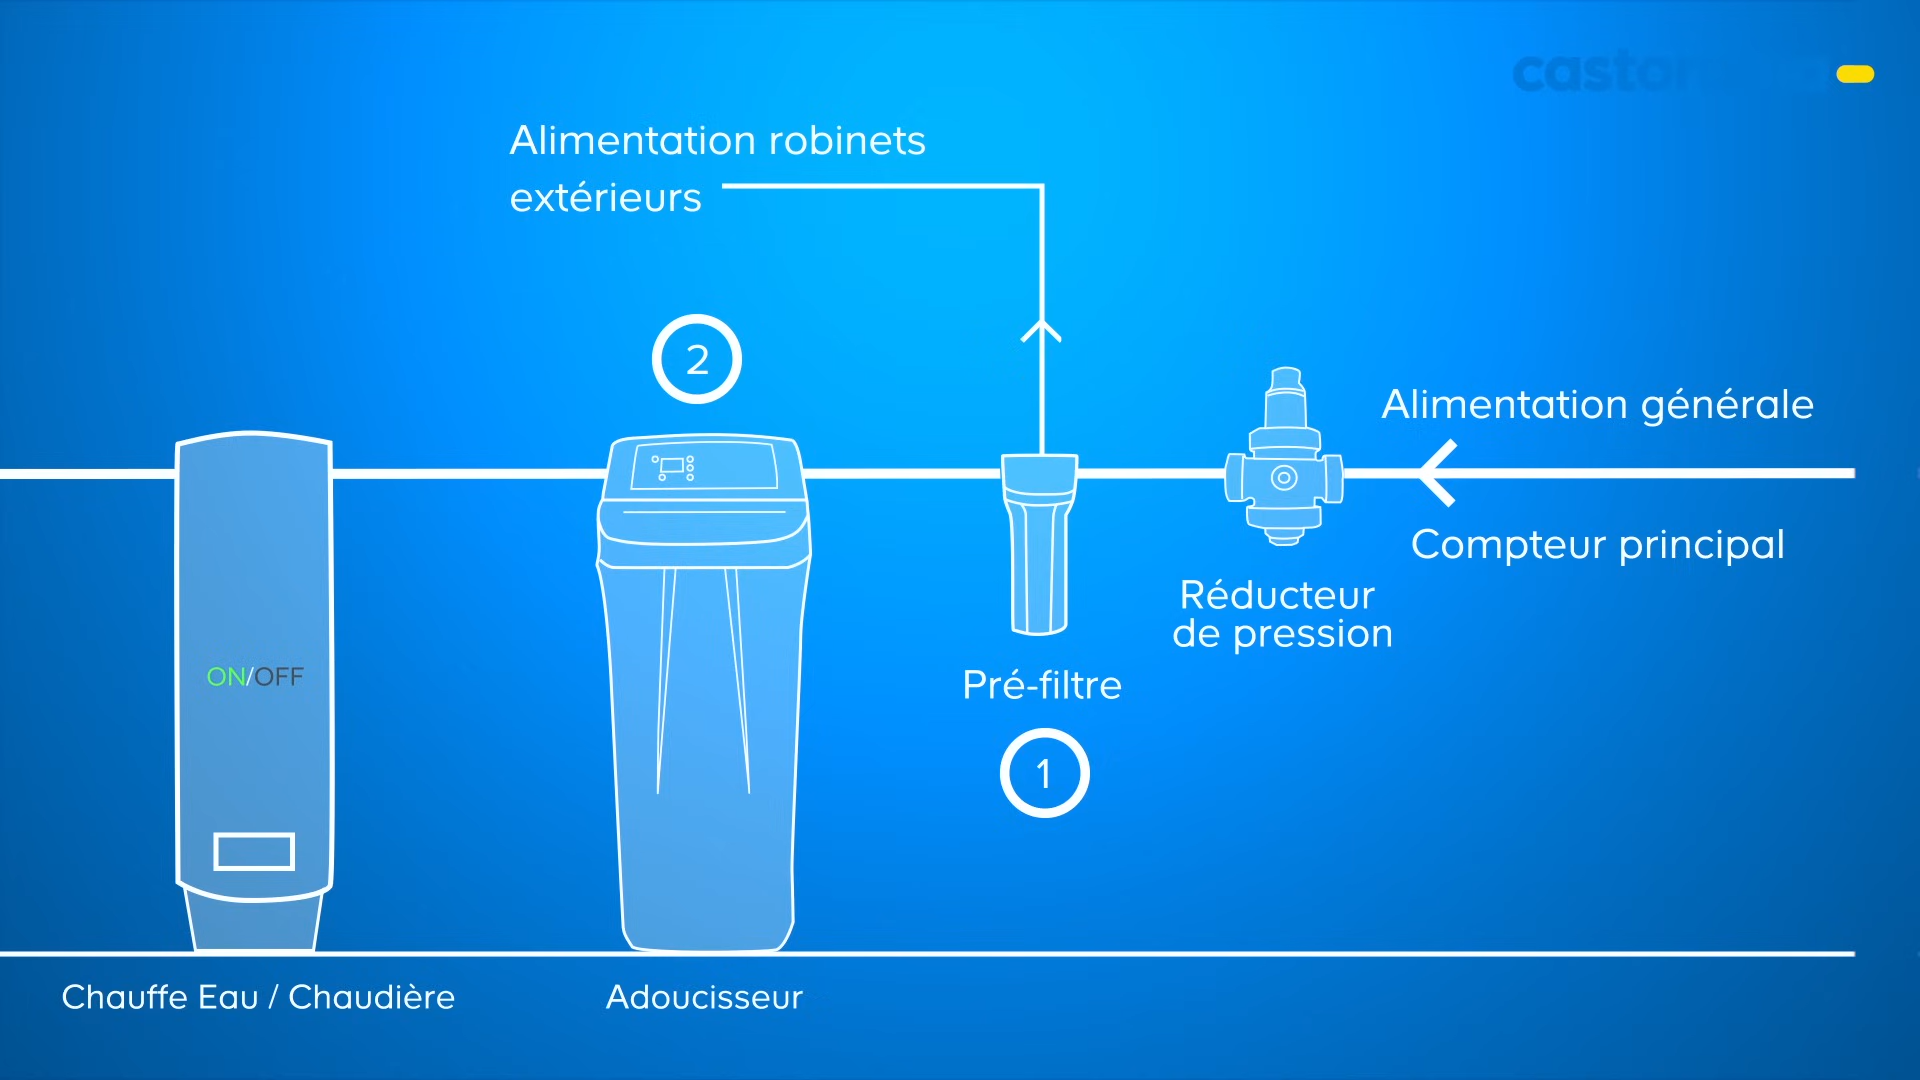 Alimentation robinets
extérieurs
2
Alimentation générale
Compteur principal
Réducteur
de pression
Pré-filtre
1
ON/OFF
Chauffe Eau / Chaudière
Adoucisseur